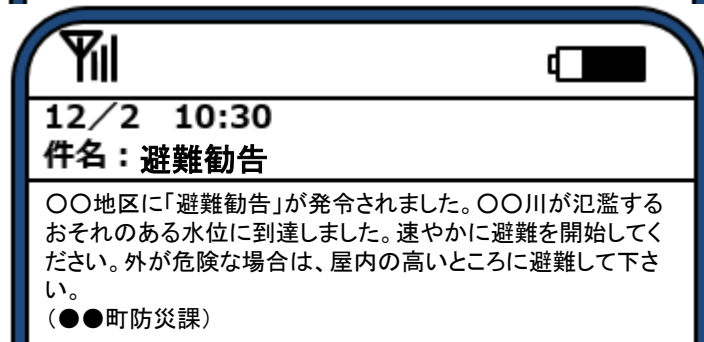 12／2　10:30
件名：避難勧告
〇〇地区に「避難勧告」が発令されました。〇〇川が氾濫する
おそれのある水位に到達しました。速やかに避難を開始してく
ださい。外が危険な場合は、屋内の高いところに避難して下さ
い。
（●●町防災課）